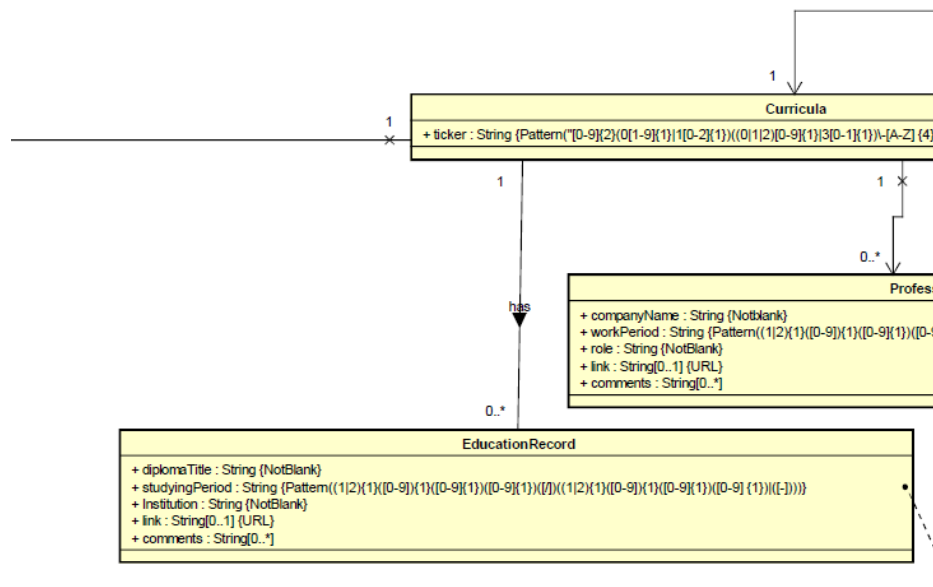 1
Curricula
1
+ ticker : String {Pattern("[0-9]{2}(0[1-9]{1}|1[0-2]{1})((0|1|2)[0-9]{1}|3[0-1]{1})\-[A-Z] {4}
1
1
0..*
Profess
has
+ companyName : String {Notblank}
+ workPeriod : String {Pattern((1|2){1}([0-9]){1}([0-9]{1})([0-9
+ role : String {NotBlank}
+ link : String[0..1] {URL}
+ comments : String[0..*]
0..*
EducationRecord
+ diplomaTitle : String {NotBlank}
+ studyingPeriod : String {Pattern((1|2){1}([0-9]){1}([0-9]{1})([0-9]{1})([/])((1|2){1}([0-9]){1}([0-9]{1})([0-9] {1})|([-])))}
+ Institution : String {NotBlank}
+ link : String[0..1] {URL}
+ comments : String[0..*]